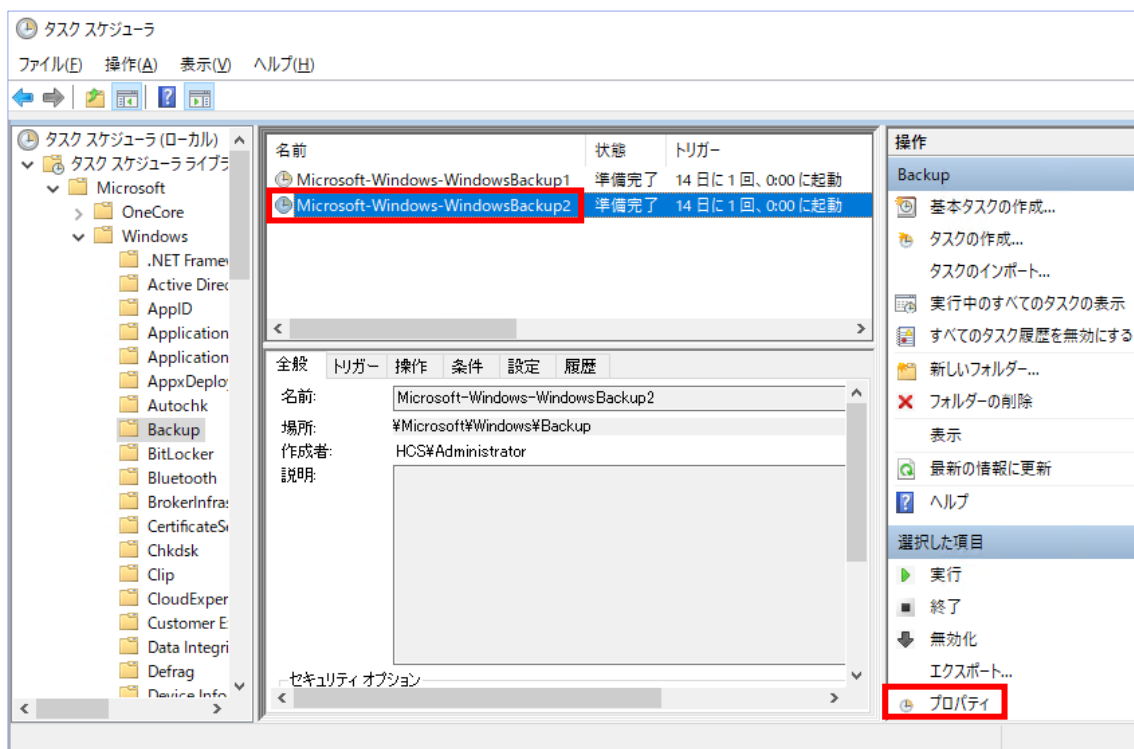 タスク スケジューラ
ファイル(F) 操作(A) 表示(V) ヘルプ(H)
タスク スケジューラ (ローカル)
タスク スケジューラ ライブラ
Microsoft
OneCore
Windows
.NET Framew
Active Direc
AppID
Application
Application
AppxDeplo
Autochk
Backup
BitLocker
Bluetooth
BrokerInfras
CertificateSe
Chkdsk
Clip
CloudExper
Customer E
Data Integri
Defrag
Device Info
名前 状態 トリガー
Microsoft-Windows-WindowsBackup1 準備完了 14 日に 1 回、0:00 に起動
Microsoft-Windows-WindowsBackup2 準備完了 14 日に 1 回、0:00 に起動
全般 トリガー 操作 条件 設定 履歴
名前: Microsoft-Windows-WindowsBackup2
場所: ¥Microsoft¥Windows¥Backup
作成者: HCS¥Administrator
説明:
セキュリティ オプション
操作
Backup
基本タスクの作成...
タスクの作成...
タスクのインポート...
実行中のすべてのタスクの表示
すべてのタスク履歴を無効にする
新しいフォルダー...
フォルダーの削除
表示
最新の情報に更新
ヘルプ
選択した項目
実行
終了
無効化
エクスポート...
プロパティ